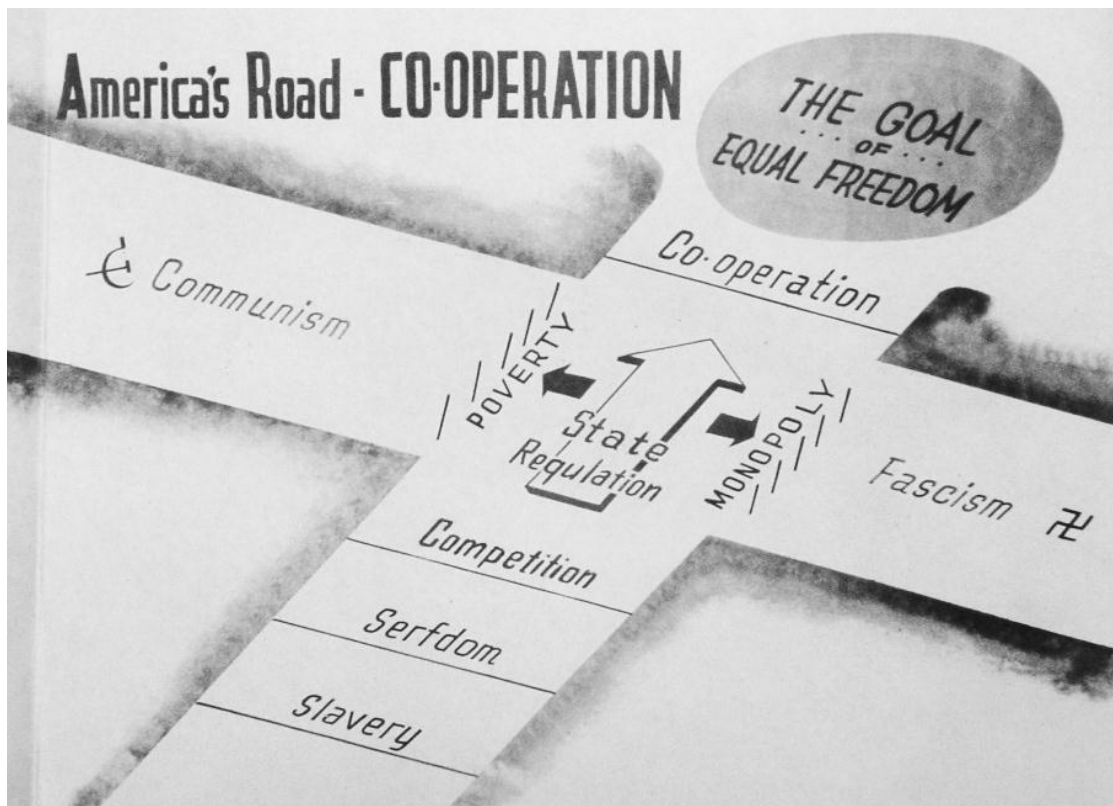 America's Road - CO-OPERATION
THE GOAL
... OF ...
EQUAL FREEDOM
Co-operation
Communism
POVERTY
State
Regulation
MONOPOLY
Fascism
Competition
Serfdom
Slavery